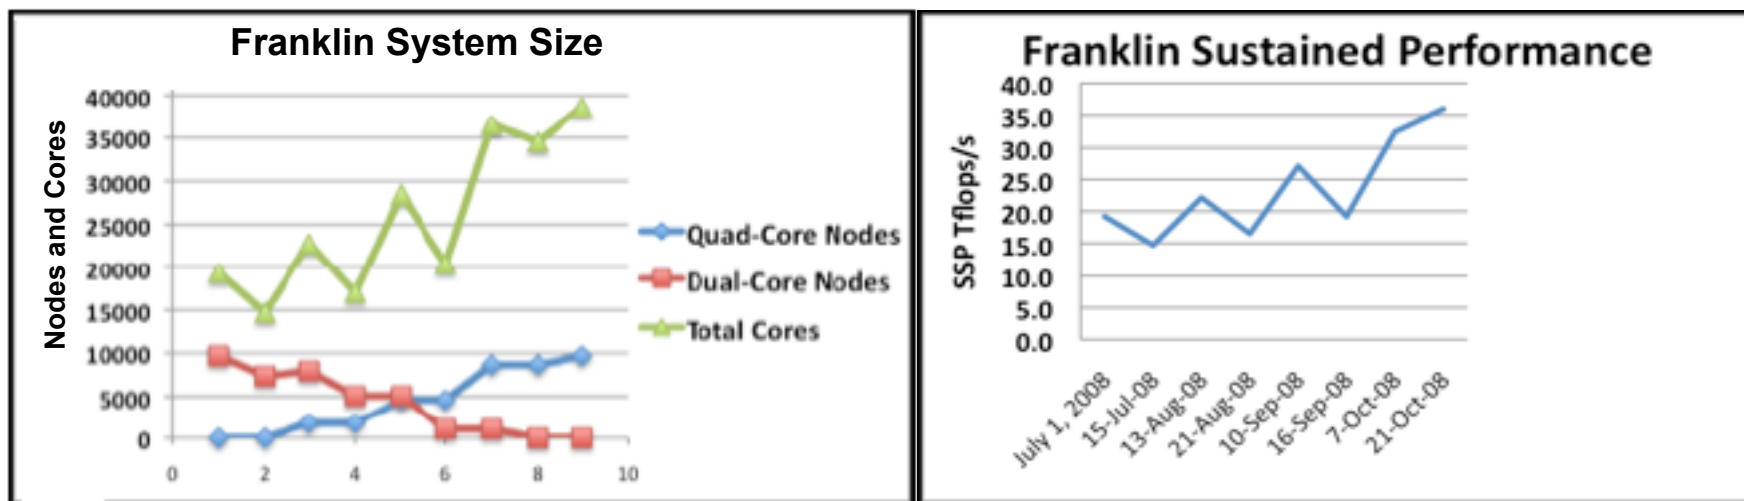 Franklin System Size
Nodes and Cores
40000
35000
30000
25000
20000
15000
10000
5000
0
0 2 4 6 8 10
Quad-Core Nodes
Dual-Core Nodes
Total Cores
Franklin Sustained Performance
SSP Tflops/s
40.0
35.0
30.0
25.0
20.0
15.0
10.0
5.0
0.0
July 1, 2008
15-Jul-08
13-Aug-08
21-Aug-08
10-Sep-08
16-Sep-08
7-Oct-08
21-Oct-08